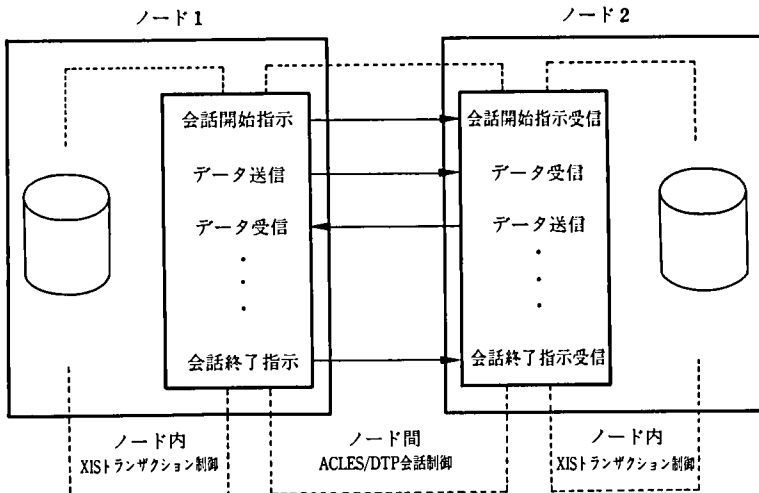 ノード1
ノード2
会話開始指示
会話開始指示受信
データ送信
データ受信
データ受信
データ送信
・
・
・
・
・
・
会話終了指示
会話終了指示受信
ノード内
XISトランザクション制御
ノード間
ACLES/DTP会話制御
ノード内
XISトランザクション制御